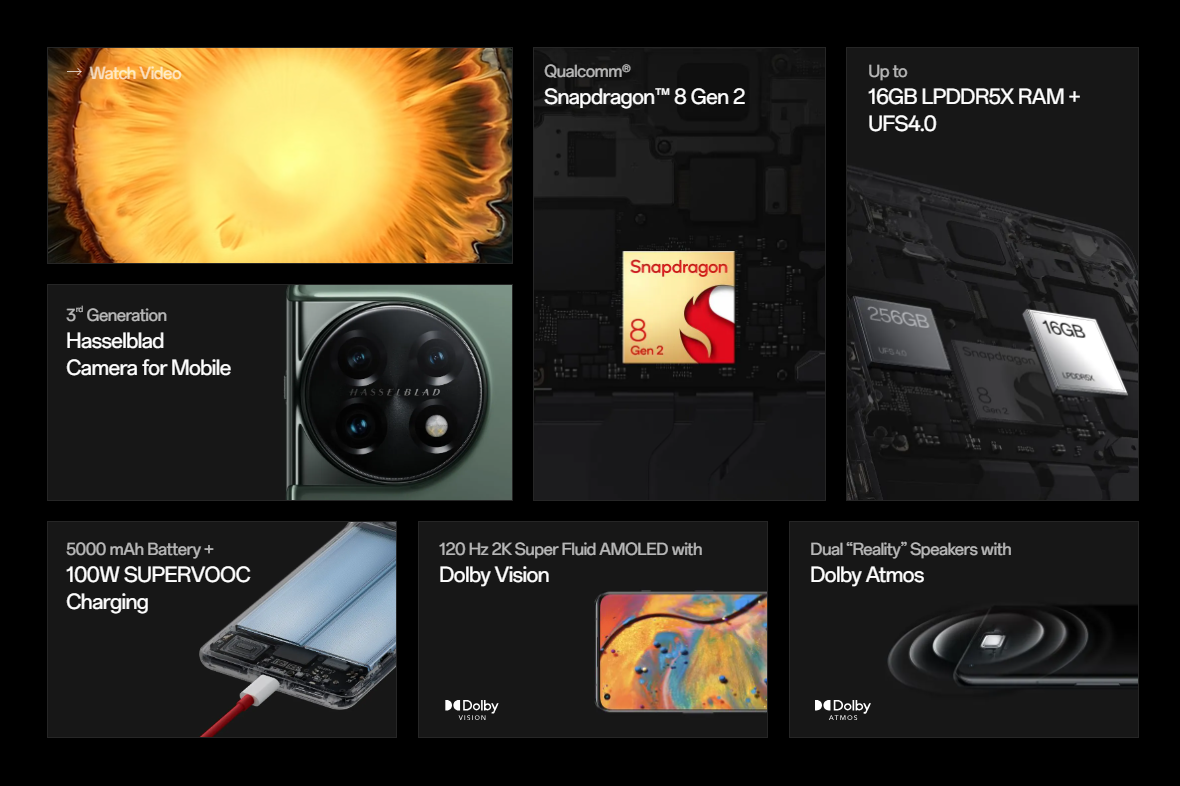 → Watch Video
Qualcomm®
Snapdragon™ 8 Gen 2
Snapdragon
8
Gen 2
Up to
16GB LPDDR5X RAM +
UFS4.0
256GB
UFS4.0
16GB
LPDDR5X
Snapdragon
8
Gen 2
3rd Generation
Hasselblad
Camera for Mobile
HASSELBLAD
5000 mAh Battery +
100W SUPERVOOC
Charging
120 Hz 2K Super Fluid AMOLED with
Dolby Vision
Dolby
VISION
Dual “Reality” Speakers with
Dolby Atmos
Dolby
ATMOS